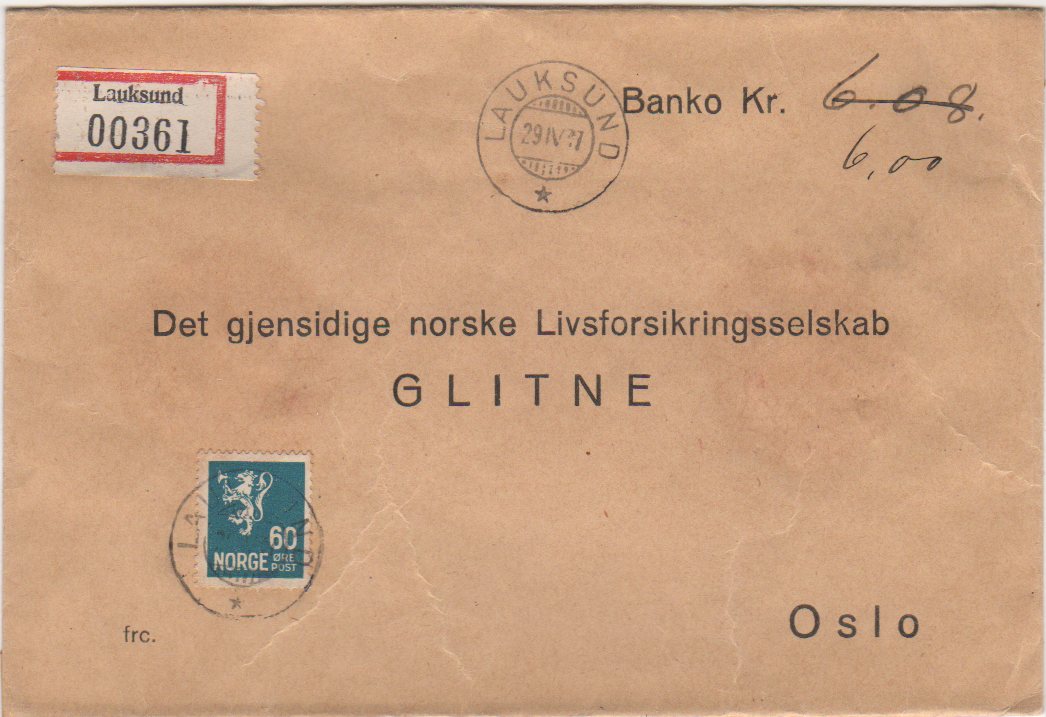 Lauksund
00361
LAUKSUND
29 IV 37
Banko Kr. 6.08.
6,00
Det gjensidige norske Livsforsikringsselskab
GLITNE
60
NORGE ØRE POST
frc.
Oslo